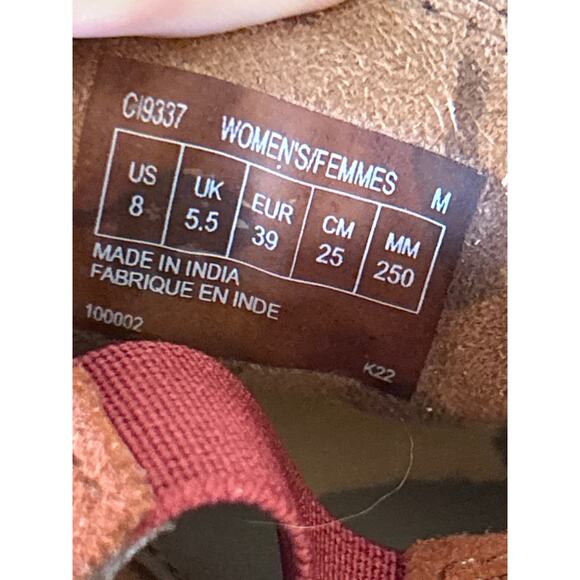 CI9337 WOMEN'S/FEMMES M
US UK EUR CM MM
8 5.5 39 25 250
MADE IN INDIA
FABRIQUE EN INDE
100002 K22